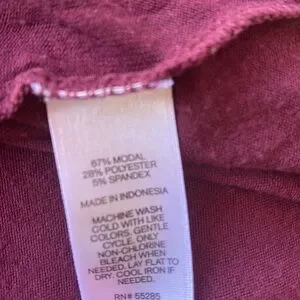 67% MODAL
28% POLYESTER
5% SPANDEX
MADE IN INDONESIA
MACHINE WASH
COLD WITH LIKE
COLORS. GENTLE
CYCLE. ONLY
NON-CHLORINE
BLEACH WHEN
NEEDED. LAY FLAT TO
DRY. COOL IRON IF
NEEDED.
RN# 55285